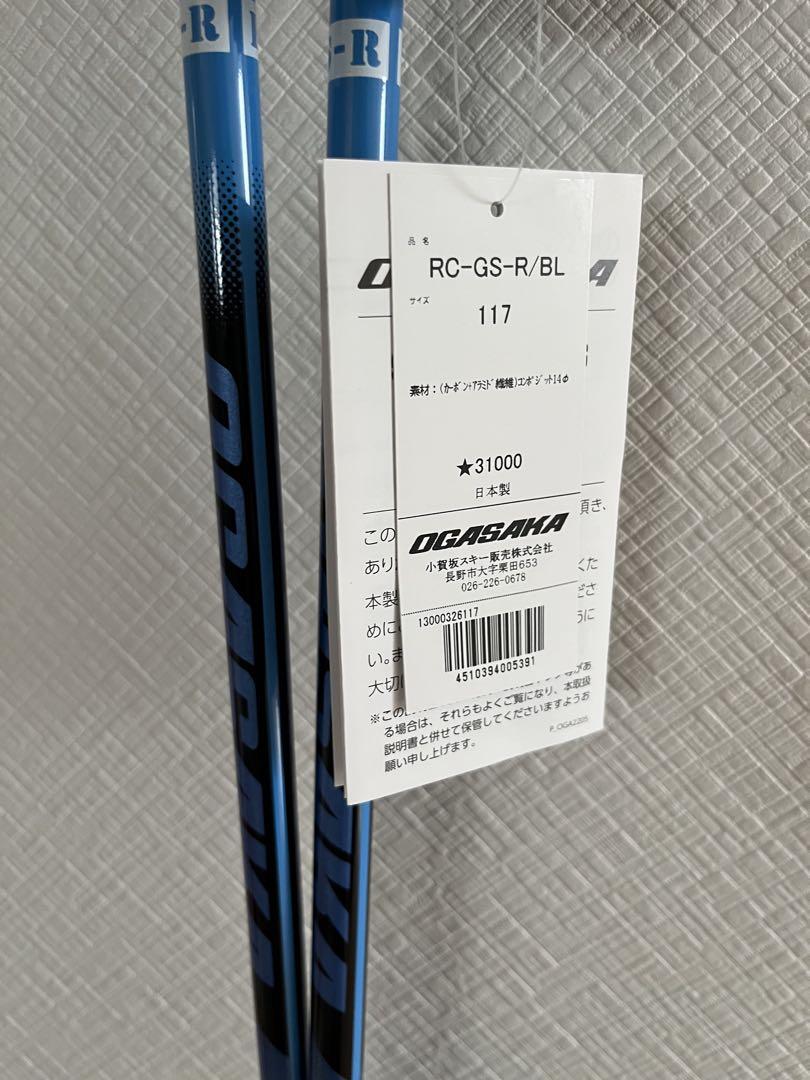 -R
S-R
OGASAKA
品名
RC-GS-R/BL
サイズ
117
素材：(カーボン+アラミド繊維)コンポジット14φ
★31000
日本製
OGASAKA
小賀坂スキー販売株式会社
長野市大字栗田653
026-226-0678
13000326117
4510394005391
頂き、
この
あり
くた
本製
ださ
めに
うに
い。ま
大切に
※この
があ
る場合は、それらもよくご覧になり、本取扱
説明書と併せて保管してくださいますようお
願い申し上げます。
P_OGA2205